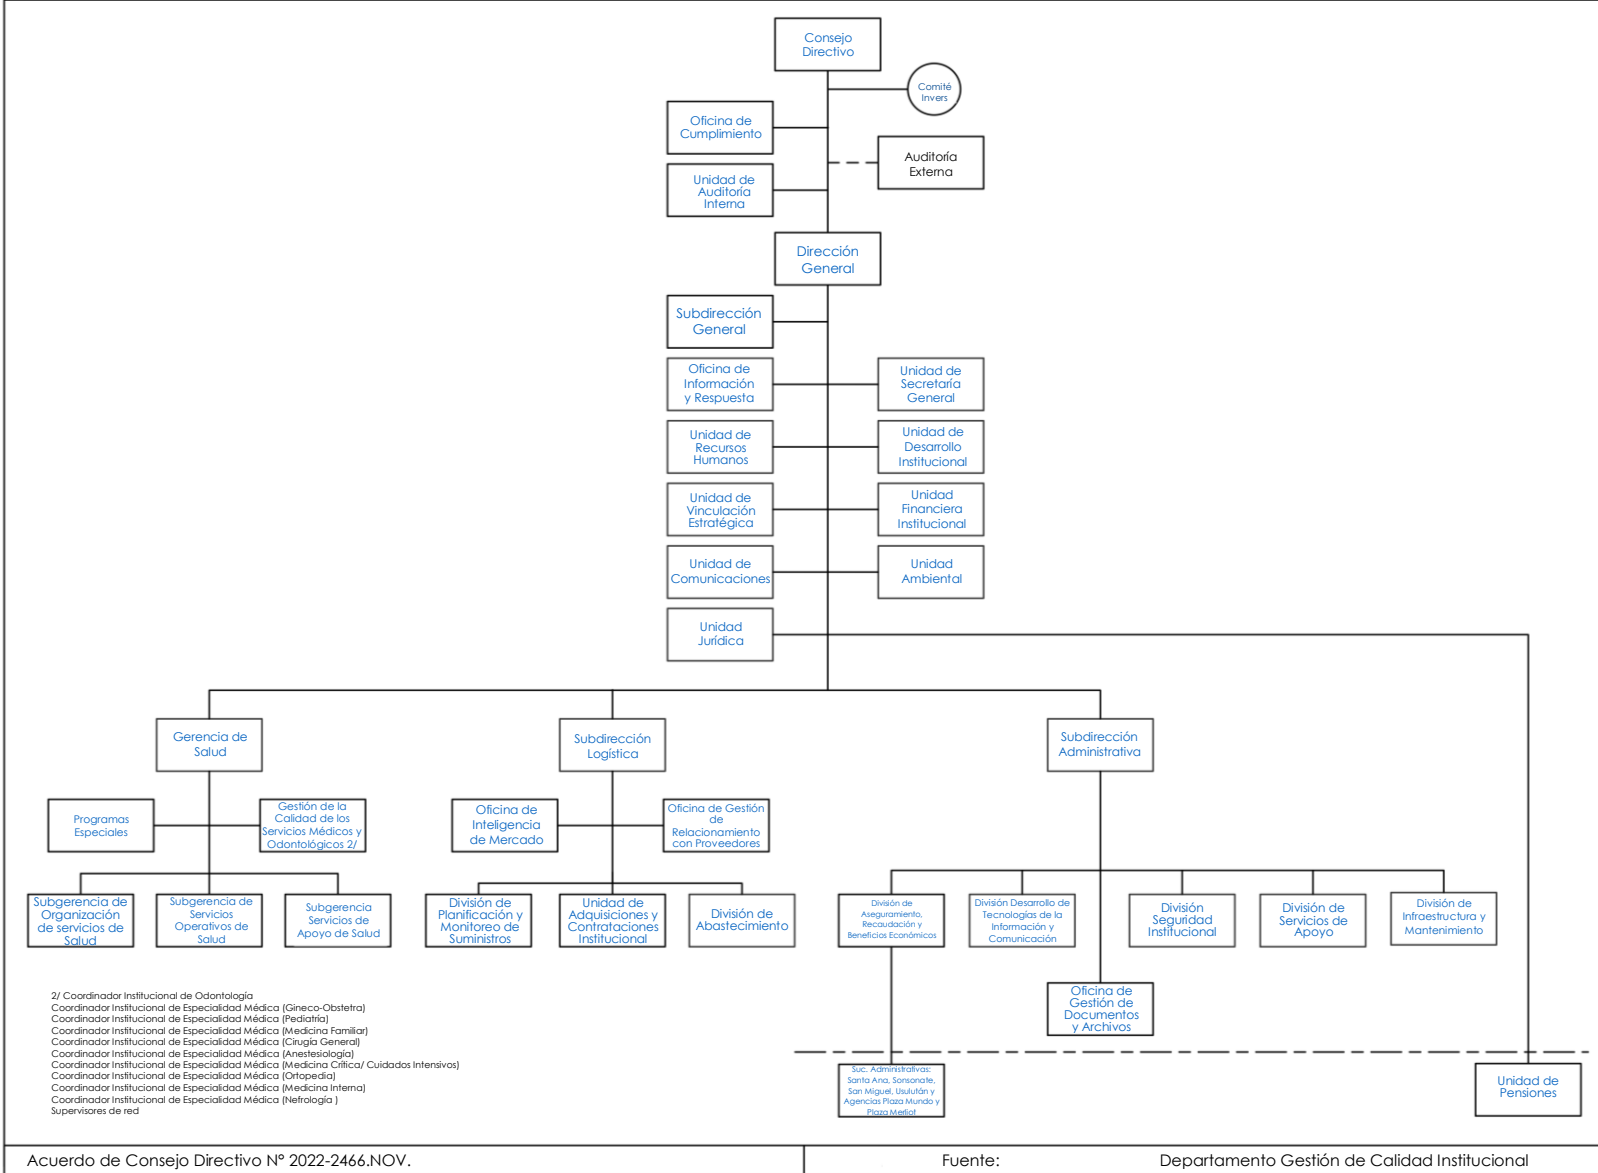 Consejo
Directivo
Comité
Invers
Oficina de
Cumplimiento
Auditoría
Externa
Unidad de
Auditoría
Interna
Dirección
General
Subdirección
General
Oficina de
Información
y Respuesta
Unidad de
Secretaría
General
Unidad de
Recursos
Humanos
Unidad de
Desarrollo
Institucional
Unidad de
Vinculación
Estratégica
Unidad
Financiera
Institucional
Unidad de
Comunicaciones
Unidad
Ambiental
Unidad
Jurídica
Gerencia de
Salud
Subdirección
Logística
Subdirección
Administrativa
Programas
Especiales
Gestión de la
Calidad de los
Servicios Médicos y
Odontológicos 2/
Oficina de
Inteligencia
de Mercado
Oficina de Gestión
de
Relacionamiento
con Proveedores
Subgerencia de
Organización
de servicios de
Salud
Subgerencia de
Servicios
Operativos de
Salud
Subgerencia
Servicios de
Apoyo de Salud
División de
Planificación y
Monitoreo de
Suministros
Unidad de
Adquisiciones y
Contrataciones
Institucional
División de
Abastecimiento
División de
Aseguramiento,
Recaudación y
Beneficios Económicos
División Desarrollo de
Tecnologías de la
Información y
Comunicación
División
Seguridad
Institucional
División de
Servicios de
Apoyo
División de
Infraestructura y
Mantenimiento
Oficina de
Gestión de
Documentos
y Archivos
2/ Coordinador Institucional de Odontología
Coordinador Institucional de Especialidad Médica (Gineco-Obstetra)
Coordinador Institucional de Especialidad Médica (Pediatría)
Coordinador Institucional de Especialidad Médica (Medicina Familiar)
Coordinador Institucional de Especialidad Médica (Cirugía General)
Coordinador Institucional de Especialidad Médica (Anestesiología)
Coordinador Institucional de Especialidad Médica (Medicina Crítica/ Cuidados Intensivos)
Coordinador Institucional de Especialidad Médica (Ortopedia)
Coordinador Institucional de Especialidad Médica (Medicina Interna)
Coordinador Institucional de Especialidad Médica (Nefrología )
Supervisores de red
Suc. Administrativas:
Santa Ana, Sonsonate,
San Miguel, Usulután y
Agencias Plaza Mundo y
Plaza Merliot
Unidad de
Pensiones
Acuerdo de Consejo Directivo N° 2022-2466.NOV.
Fuente: Departamento Gestión de Calidad Institucional